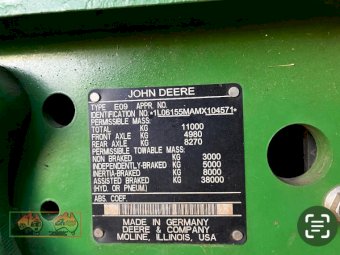 JOHN DEERE
TYPE E09 APPR. NO.
IDENTIFICATION NO. *1L06155MAMX104571*
PERMISSIBLE MASS:
TOTAL KG 11000
FRONT AXLE KG 4980
REAR AXLE KG 8270
PERMISSIBLE TOWABLE MASS:
NON BRAKED KG 3000
INDEPENDENTLY-BRAKED KG 5000
INERTIA-BRAKED KG 8000
ASSISTED BRAKED KG 38000
(HYD. OR PNEUM.)
ABS. COEF.
MADE IN GERMANY
DEERE & COMPANY
MOLINE, ILLINOIS, USA